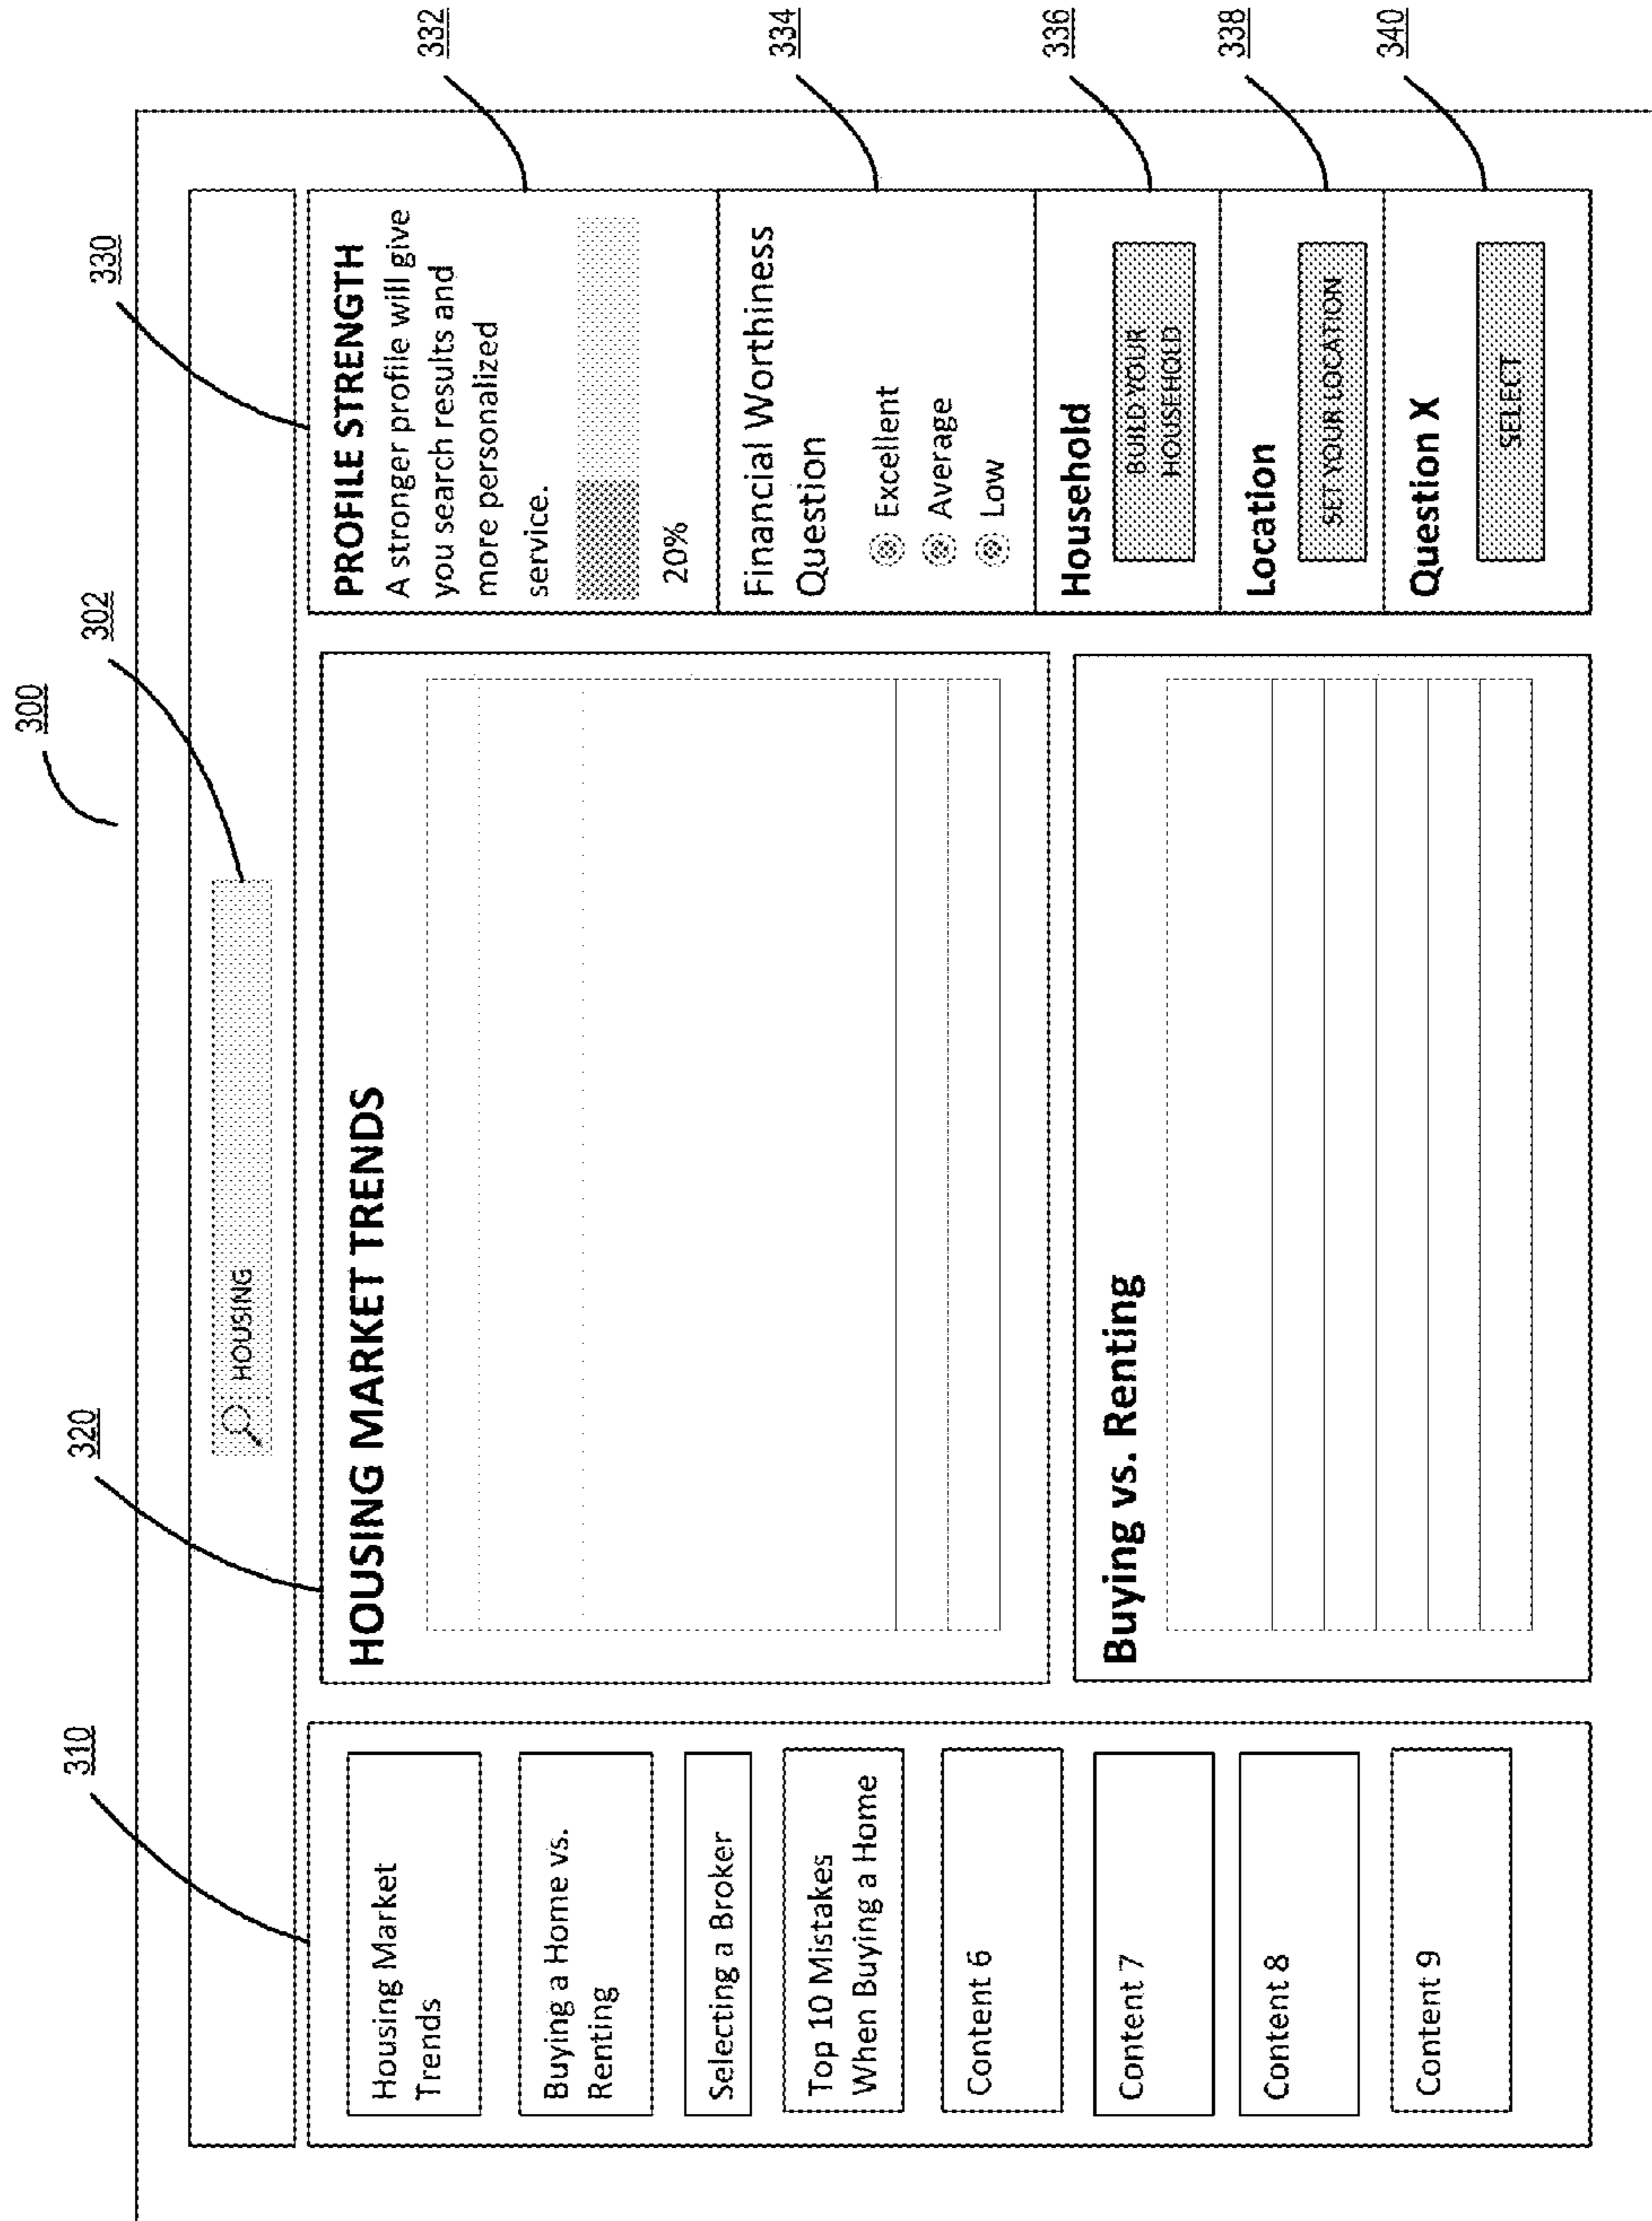 300
302
HOUSING
310
Housing Market
Trends
Buying a Home vs.
Renting
Selecting a Broker
Top 10 Mistakes
When Buying a Home
Content 6
Content 7
Content 8
Content 9
320
HOUSING MARKET TRENDS
Buying vs. Renting
330
PROFILE STRENGTH
A stronger profile will give
you search results and
more personalized
service.
20%
332
Financial Worthiness
Question
Excellent
Average
Low
334
Household
BUILD YOUR
HOUSEHOLD
336
Location
SET YOUR LOCATION
338
Question X
SELECT
340